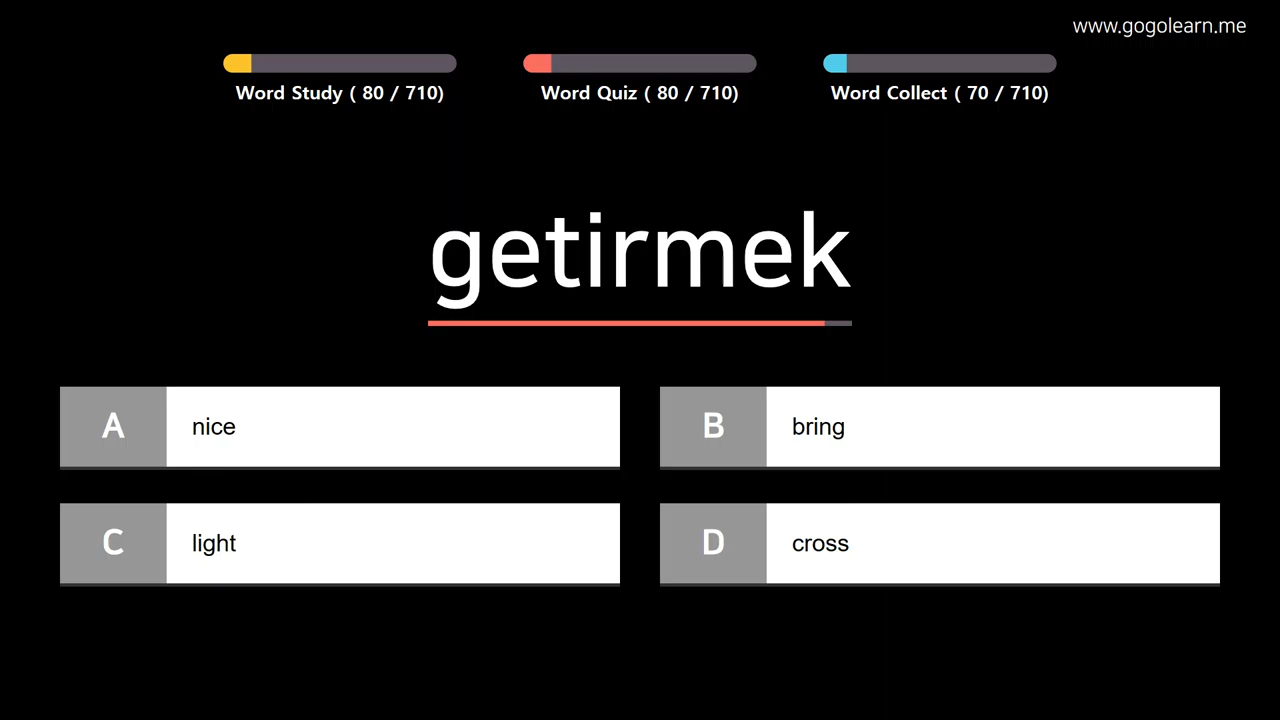 www.gogolearn.me
Word Study ( 80 / 710)
Word Quiz ( 80 / 710)
Word Collect ( 70 / 710)
getirmek
A nice
B bring
C light
D cross